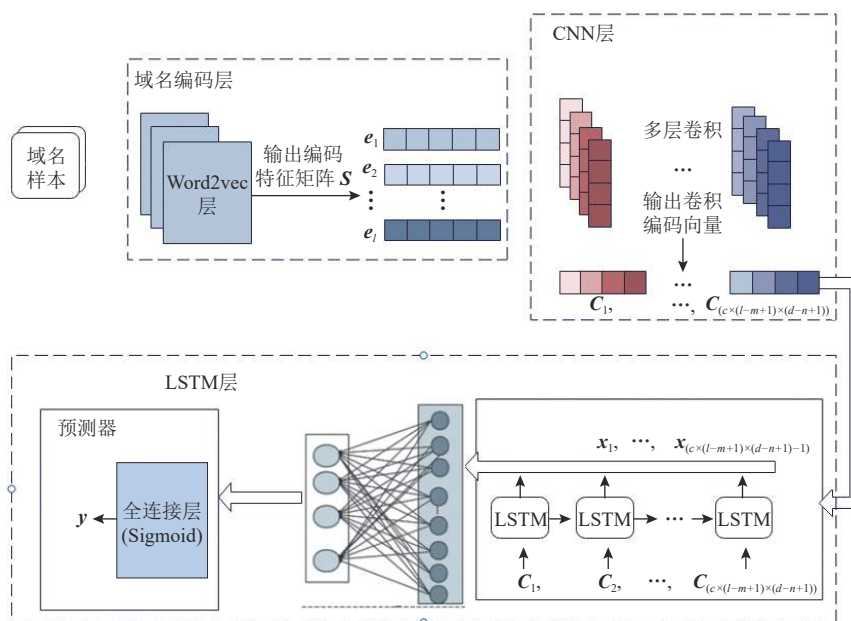 CNN层
域名编码层
域名
样本
Word2vec
层
输出编码
特征矩阵 S
e1
e2
⋮
⋮
el
多层卷积
...
输出卷积
编码向量
...
C1, ..., C(c×(l−m+1)×(d−n+1))
LSTM层
预测器
全连接层
(Sigmoid)
y
x1, ..., x(c×(l−m+1)×(d−n+1)−1)
LSTM LSTM ... LSTM
C1, C2, ..., C(c×(l−m+1)×(d−n+1))